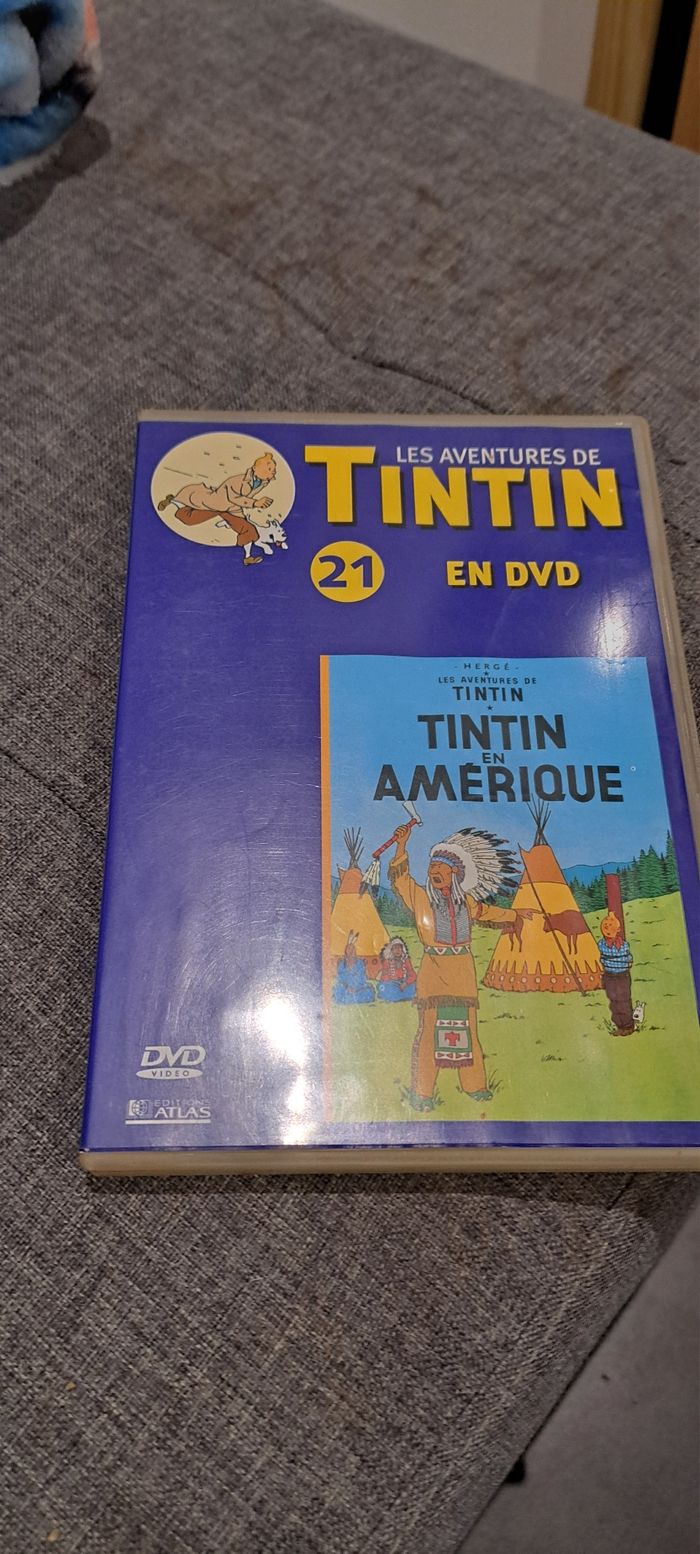 LES AVENTURES DE
TINTIN
21
EN DVD
- HERGÉ -
LES AVENTURES DE
TINTIN
TINTIN
EN
AMÉRIQUE
DVD
VIDEO
EDITIONS
ATLAS